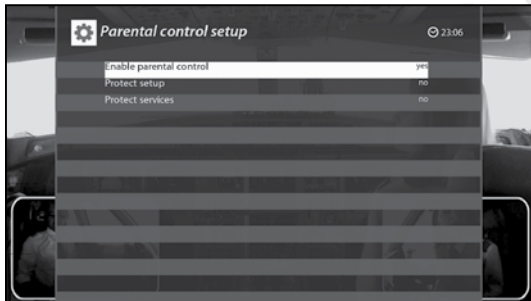 Parental control setup 23:06
Enable parental control yes
Protect setup no
Protect services no